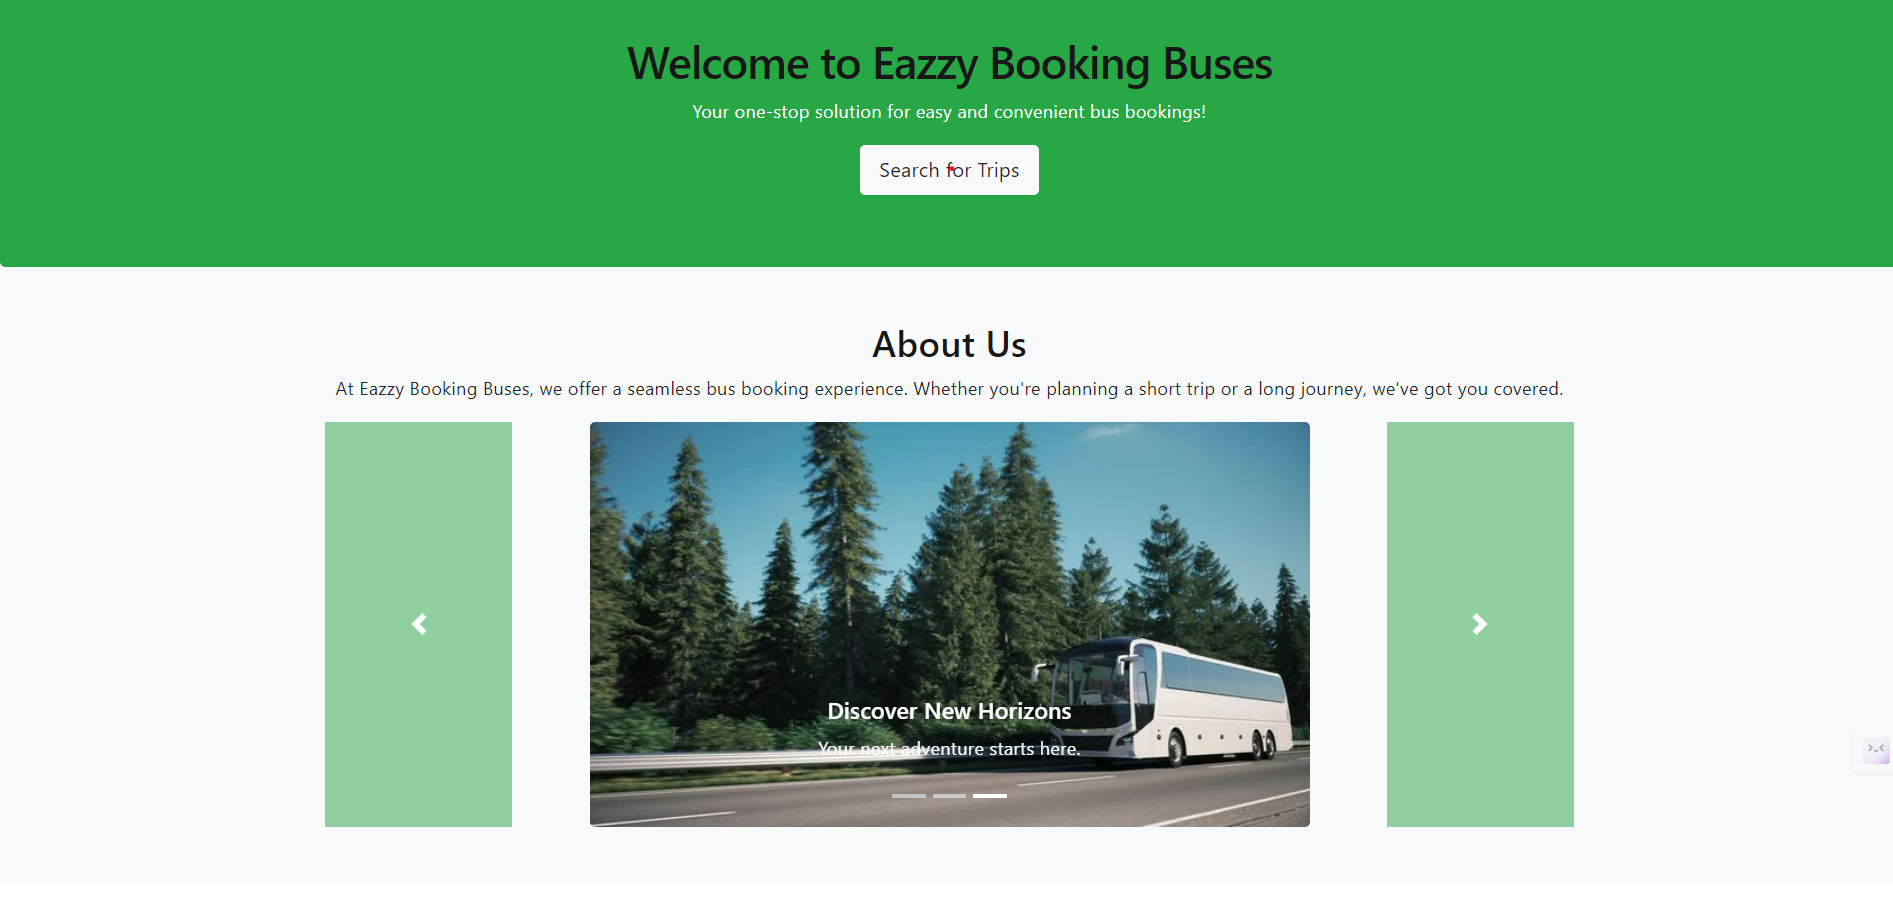 Welcome to Eazzy Booking Buses
Your one-stop solution for easy and convenient bus bookings!
Search for Trips
About Us
At Eazzy Booking Buses, we offer a seamless bus booking experience. Whether you're planning a short trip or a long journey, we've got you covered.
Discover New Horizons
Your next adventure starts here.